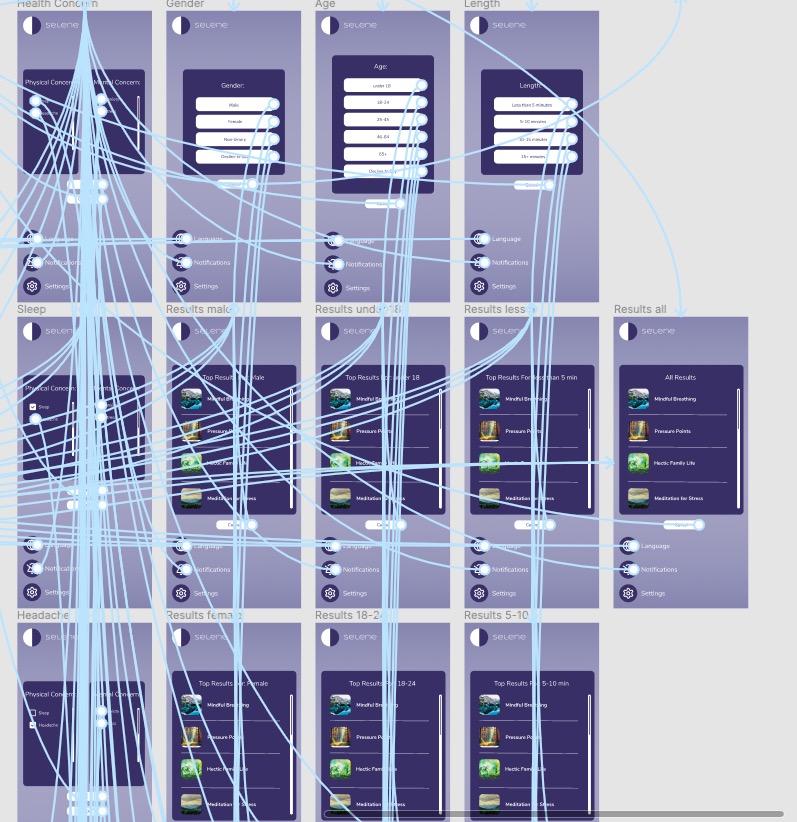 Health Concern
Gender
Age
Length
selene
selene
selene
selene
Physical Concern:
Mental Concern:
Gender:
Male
Female
Non-binary
Decline to
Age:
under 18
18-24
25-45
46-64
65+
Decline to Say
Length:
Less than 5 minutes
5-10 minutes
15+ minutes
Language
Language
Language
Language
Notifications
Notifications
Notifications
Notifications
Settings
Settings
Settings
Settings
Sleep
Results male
Results under 18
Results less
Results all
selene
selene
selene
selene
selene
Physical Concern:
Mental Concern:
Sleep
Top Results For Male
Mindful Breathing
Pressure Points
Hectic Family Life
Meditation for Stress
Top Results For under 18
Mindful Breathing
Pressure Points
Hectic Family Life
Meditation for Stress
Top Results For less than 5 min
Mindful Breathing
Pressure Points
Hectic Family Life
Meditation for Stress
All Results
Mindful Breathing
Pressure Points
Hectic Family Life
Meditation for Stress
Language
Language
Language
Language
Language
Notifications
Notifications
Notifications
Notifications
Notifications
Settings
Settings
Settings
Settings
Headache
Results female
Results 18-24
Results 5-10
selene
selene
selene
selene
Physical Concern:
Mental Concern:
Sleep
Headache
Top Results For Female
Mindful Breathing
Pressure Points
Hectic Family Life
Meditation for Stress
Top Results For 18-24
Mindful Breathing
Pressure Points
Hectic Family Life
Meditation for Stress
Top Results For 5-10 min
Mindful Breathing
Pressure Points
Hectic Family Life
Meditation for Stress